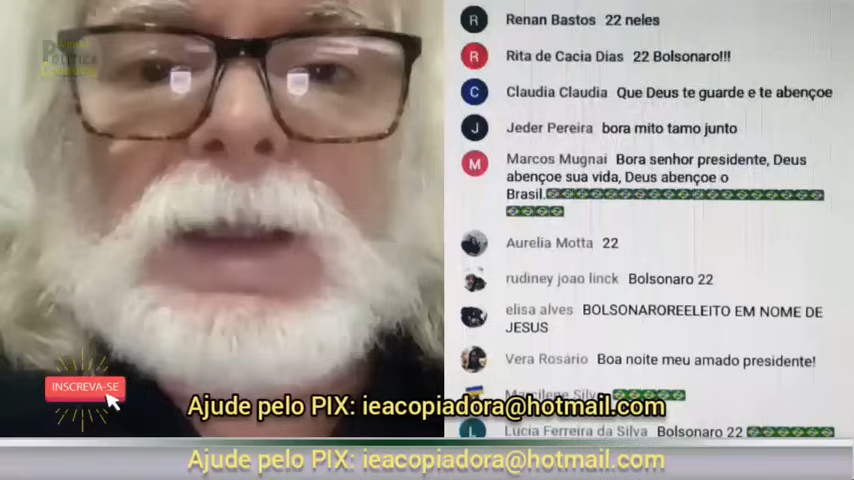 POLÍTICA
R Renan Bastos 22 neles
R Rita de Cacia Dias 22 Bolsonaro!!!
C Claudia Claudia Que Deus te guarde e te abençoe
J Jeder Pereira bora mito tamo junto
M Marcos Mugnai Bora senhor presidente, Deus
abençoe sua vida, Deus abençoe o
Brasil.
Aurelia Motta 22
rudiney joao linck Bolsonaro 22
elisa alves BOLSONAROREELEITO EM NOME DE
JESUS
Vera Rosário Boa noite meu amado presidente!
Marcilene Silv
L Lucia Ferreira da Silva Bolsonaro 22
INSCREVA-SE
Ajude pelo PIX: ieacopiadora@hotmail.com
Ajude pelo PIX: ieacopiadora@hotmail.com